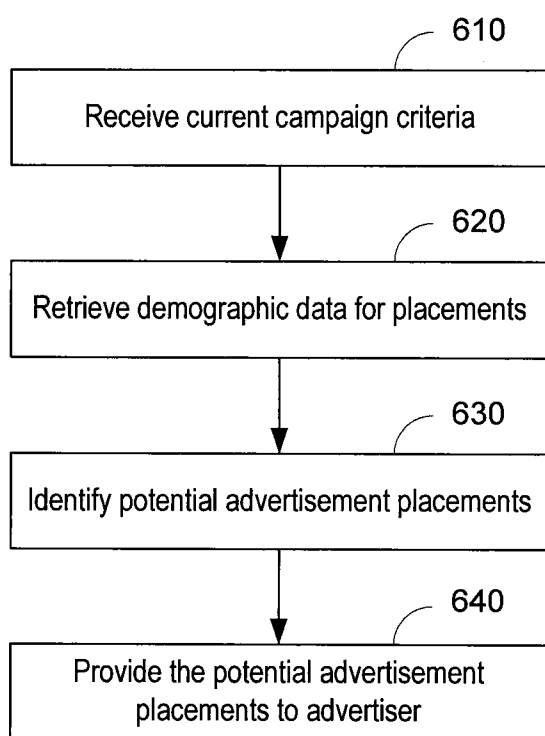 610
Receive current campaign criteria
620
Retrieve demographic data for placements
630
Identify potential advertisement placements
640
Provide the potential advertisement
placements to advertiser